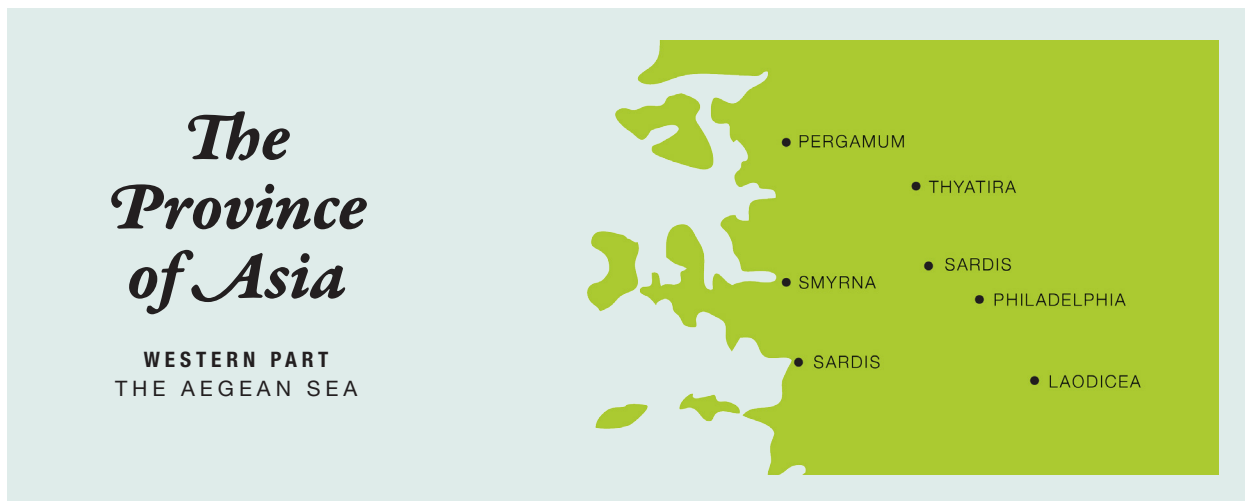 The
Province
of Asia
WESTERN PART
THE AEGEAN SEA
PERGAMUM
THYATIRA
SARDIS
SMYRNA
PHILADELPHIA
SARDIS
LAODICEA